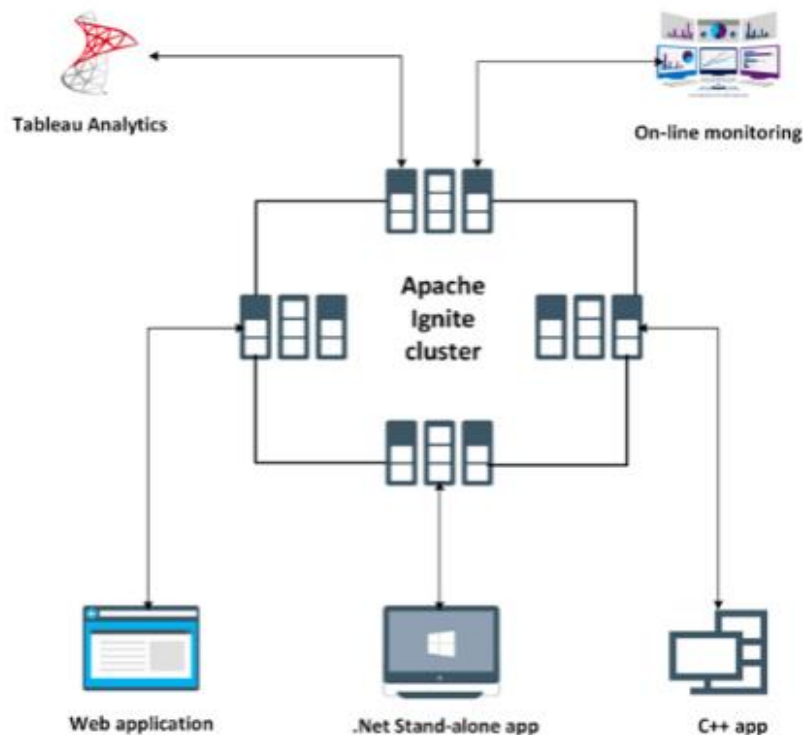 Tableau Analytics
On-line monitoring
Apache
Ignite
cluster
Web application
.Net Stand-alone app
C++ app